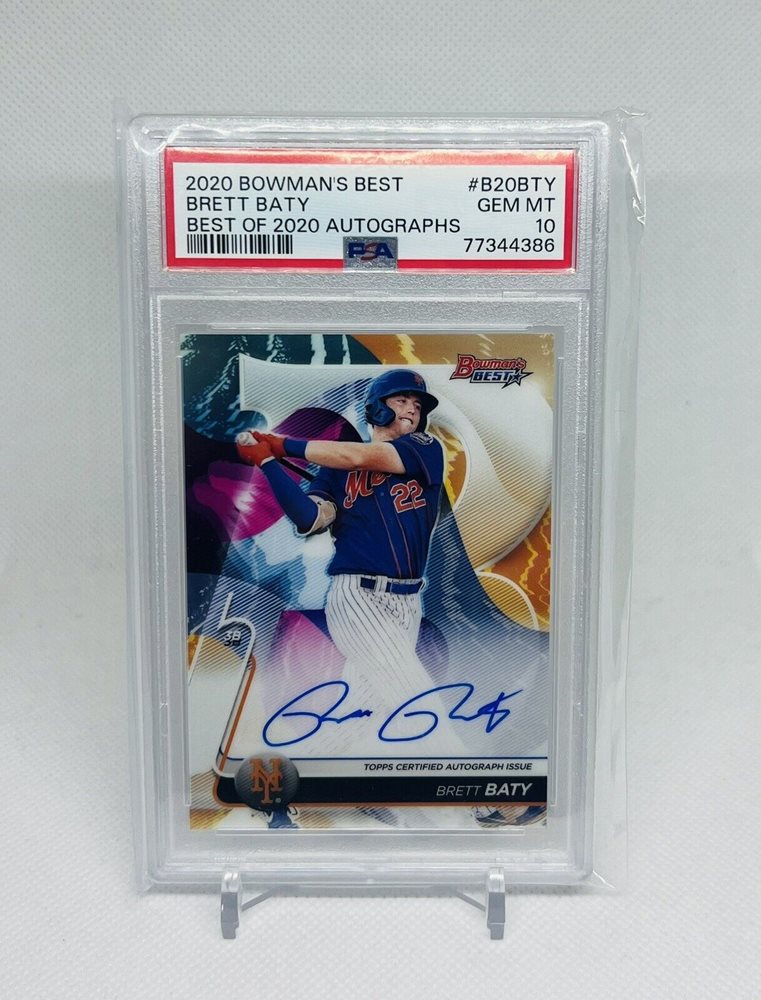 2020 BOWMAN'S BEST #B20BTY
BRETT BATY GEM MT
BEST OF 2020 AUTOGRAPHS 10
PSA 77344386
Bowman's
BEST
Mets
22
3B
TOPPS CERTIFIED AUTOGRAPH ISSUE
NY
BRETT BATY